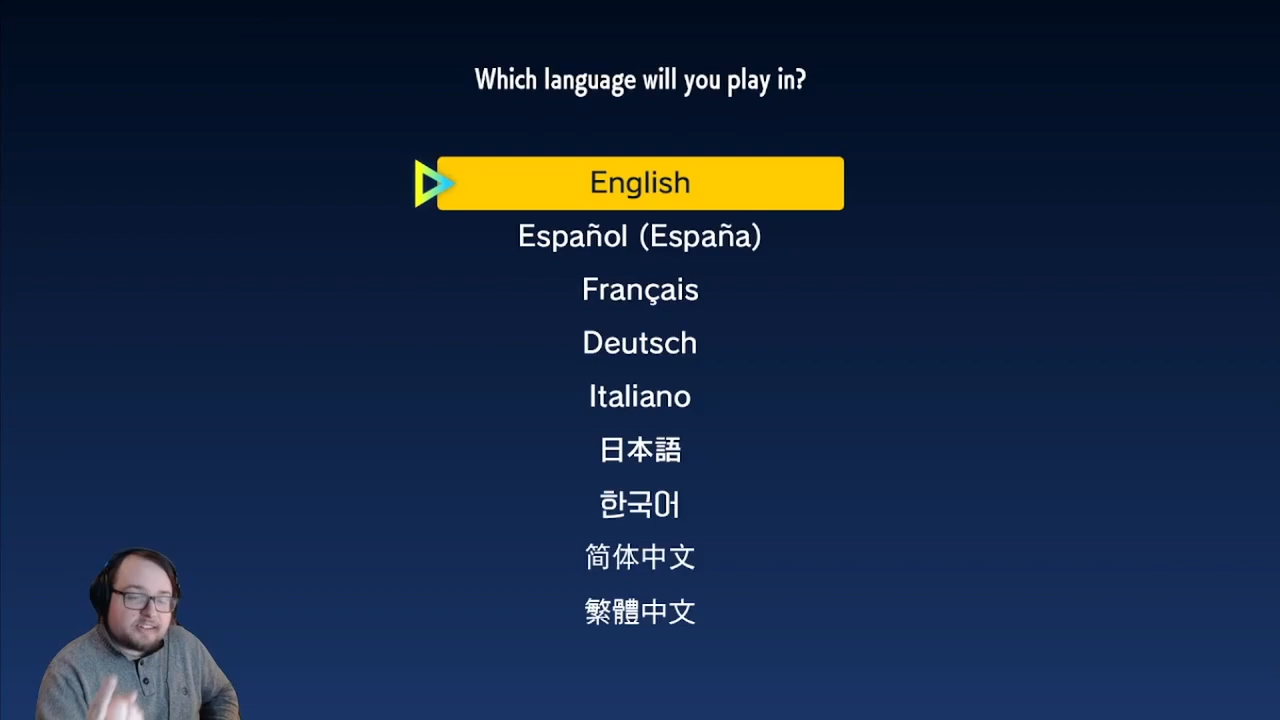 Which language will you play in?
English
Español (España)
Français
Deutsch
Italiano
日本語
한국어
简体中文
繁體中文